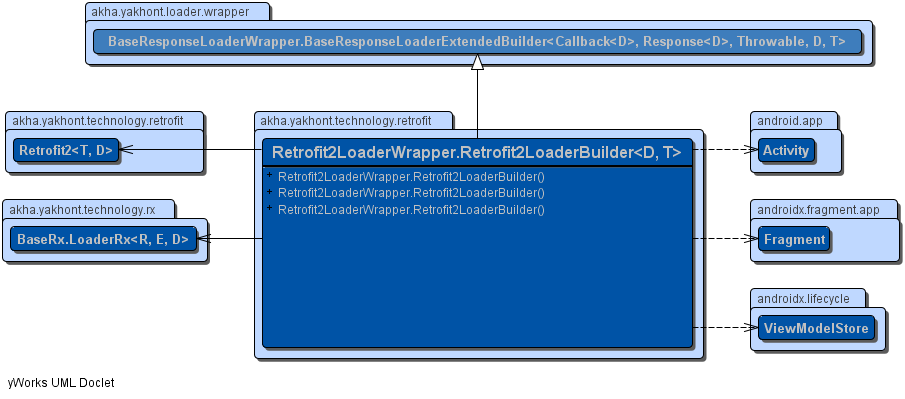 akha.yakhont.loader.wrapper
BaseResponseLoaderWrapper.BaseResponseLoaderExtendedBuilder<Callback<D>, Response<D>, Throwable, D, T>
akha.yakhont.technology.retrofit
Retrofit2<T, D>
akha.yakhont.technology.rx
BaseRx.LoaderRx<R, E, D>
akha.yakhont.technology.retrofit
Retrofit2LoaderWrapper.Retrofit2LoaderBuilder<D, T>
+ Retrofit2LoaderWrapper.Retrofit2LoaderBuilder()
+ Retrofit2LoaderWrapper.Retrofit2LoaderBuilder()
+ Retrofit2LoaderWrapper.Retrofit2LoaderBuilder()
android.app
Activity
androidx.fragment.app
Fragment
androidx.lifecycle
ViewModelStore
yWorks UML Doclet